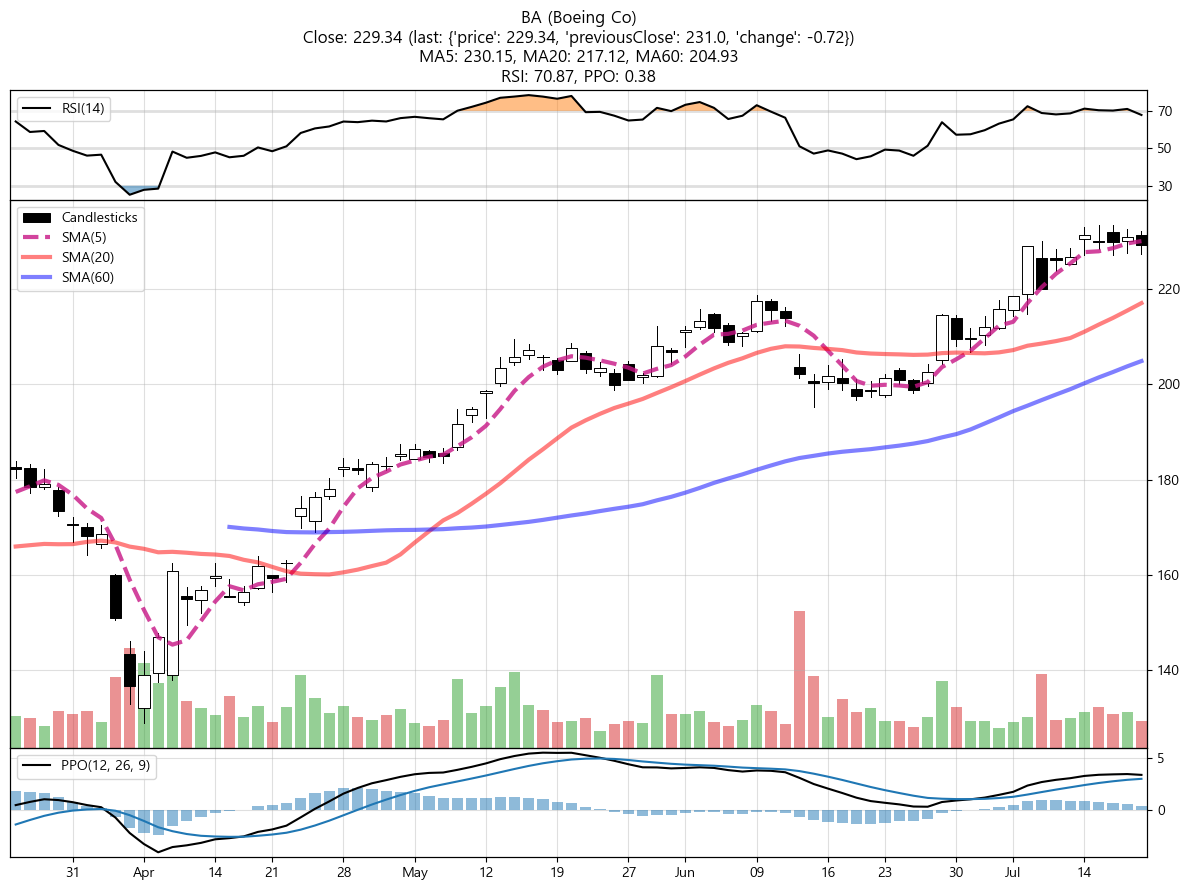 BA (Boeing Co)
Close: 229.34 (last: {'price': 229.34, 'previousClose': 231.0, 'change': -0.72})
MA5: 230.15, MA20: 217.12, MA60: 204.93
RSI: 70.87, PPO: 0.38
RSI(14)
70
50
30
Candlesticks
SMA(5)
SMA(20)
SMA(60)
220
200
180
160
140
PPO(12, 26, 9)
5
0
31 Apr 14 21 28 May 12 19 27 Jun 09 16 23 30 Jul 14